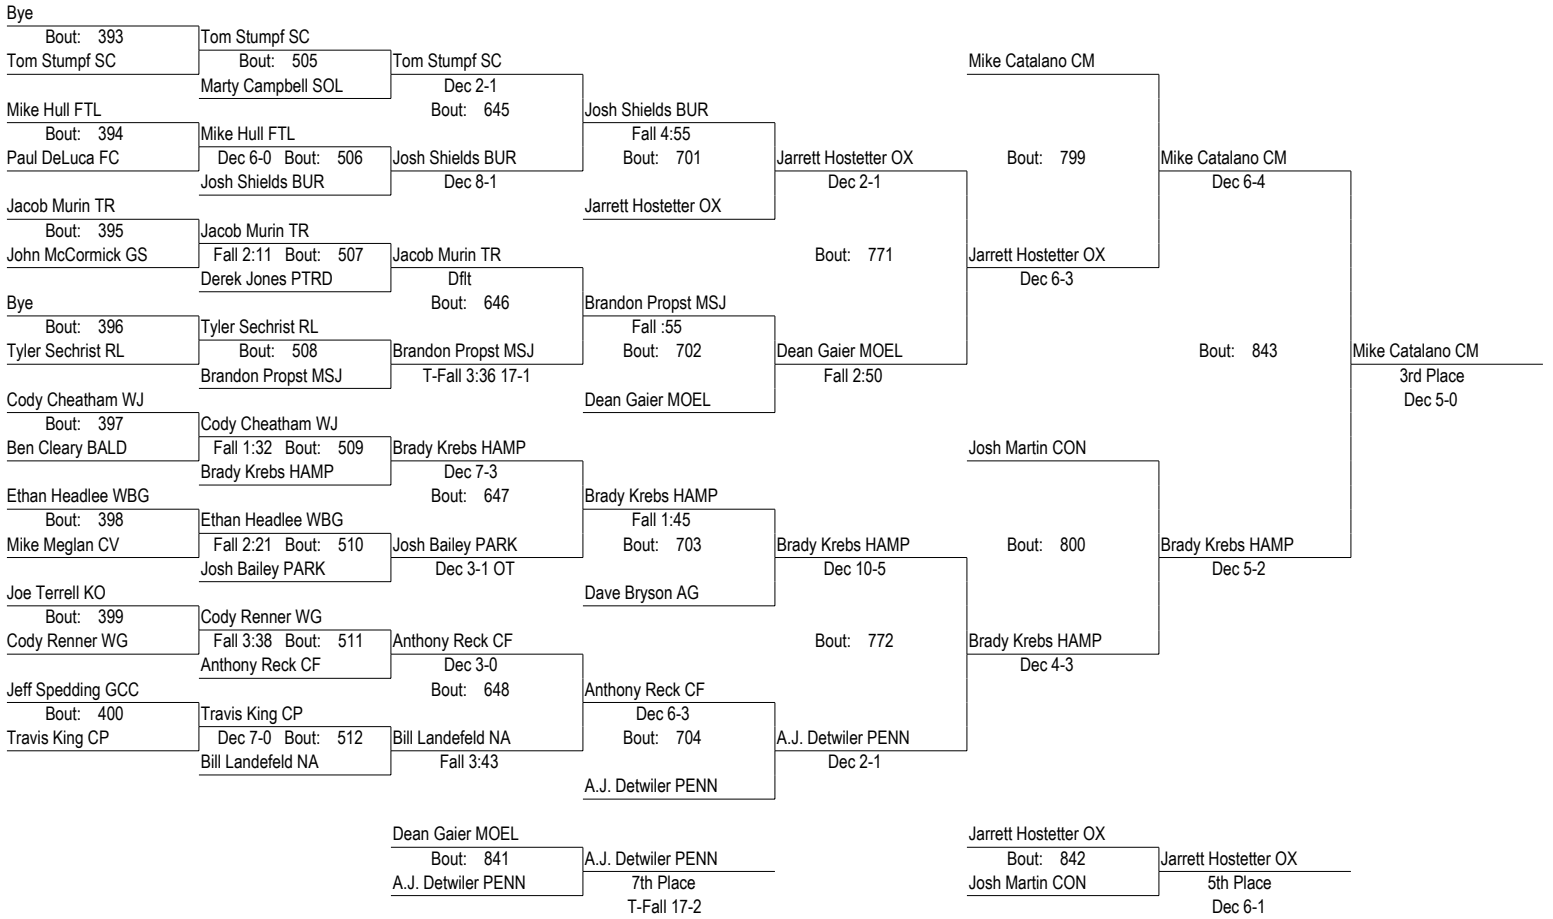 Bye
Bout: 393 Tom Stumpf SC
Tom Stumpf SC Bout: 505 Tom Stumpf SC Mike Catalano CM
Marty Campbell SOL Dec 2-1
Mike Hull FTL Bout: 645 Josh Shields BUR
Bout: 394 Mike Hull FTL Fall 4:55
Paul DeLuca FC Dec 6-0 Bout: 506 Josh Shields BUR Bout: 701 Jarrett Hostetter OX Bout: 799 Mike Catalano CM
Josh Shields BUR Dec 8-1 Dec 2-1 Dec 6-4
Jacob Murin TR Jarrett Hostetter OX
Bout: 395 Jacob Murin TR
John McCormick GS Fall 2:11 Bout: 507 Jacob Murin TR Bout: 771 Jarrett Hostetter OX
Derek Jones PTRD Dflt Dec 6-3
Bye Bout: 646 Brandon Propst MSJ
Bout: 396 Tyler Sechrist RL Fall :55
Tyler Sechrist RL Bout: 508 Brandon Propst MSJ Bout: 702 Dean Gaier MOEL Bout: 843 Mike Catalano CM
Brandon Propst MSJ T-Fall 3:36 17-1 Fall 2:50 3rd Place
Cody Cheatham WJ Dean Gaier MOEL Dec 5-0
Bout: 397 Cody Cheatham WJ
Ben Cleary BALD Fall 1:32 Bout: 509 Brady Krebs HAMP Josh Martin CON
Brady Krebs HAMP Dec 7-3
Ethan Headlee WBG Bout: 647 Brady Krebs HAMP
Bout: 398 Ethan Headlee WBG Fall 1:45
Mike Meglan CV Fall 2:21 Bout: 510 Josh Bailey PARK Bout: 703 Brady Krebs HAMP Bout: 800 Brady Krebs HAMP
Josh Bailey PARK Dec 3-1 OT Dec 10-5 Dec 5-2
Joe Terrell KO Dave Bryson AG
Bout: 399 Cody Renner WG
Cody Renner WG Fall 3:38 Bout: 511 Anthony Reck CF Bout: 772 Brady Krebs HAMP
Anthony Reck CF Dec 3-0 Dec 4-3
Jeff Spedding GCC Bout: 648 Anthony Reck CF
Bout: 400 Travis King CP Dec 6-3
Travis King CP Dec 7-0 Bout: 512 Bill Landefeld NA Bout: 704 A.J. Detwiler PENN
Bill Landefeld NA Fall 3:43 Dec 2-1
A.J. Detwiler PENN
Dean Gaier MOEL Jarrett Hostetter OX
Bout: 841 A.J. Detwiler PENN Bout: 842 Jarrett Hostetter OX
A.J. Detwiler PENN 7th Place Josh Martin CON 5th Place
T-Fall 17-2 Dec 6-1